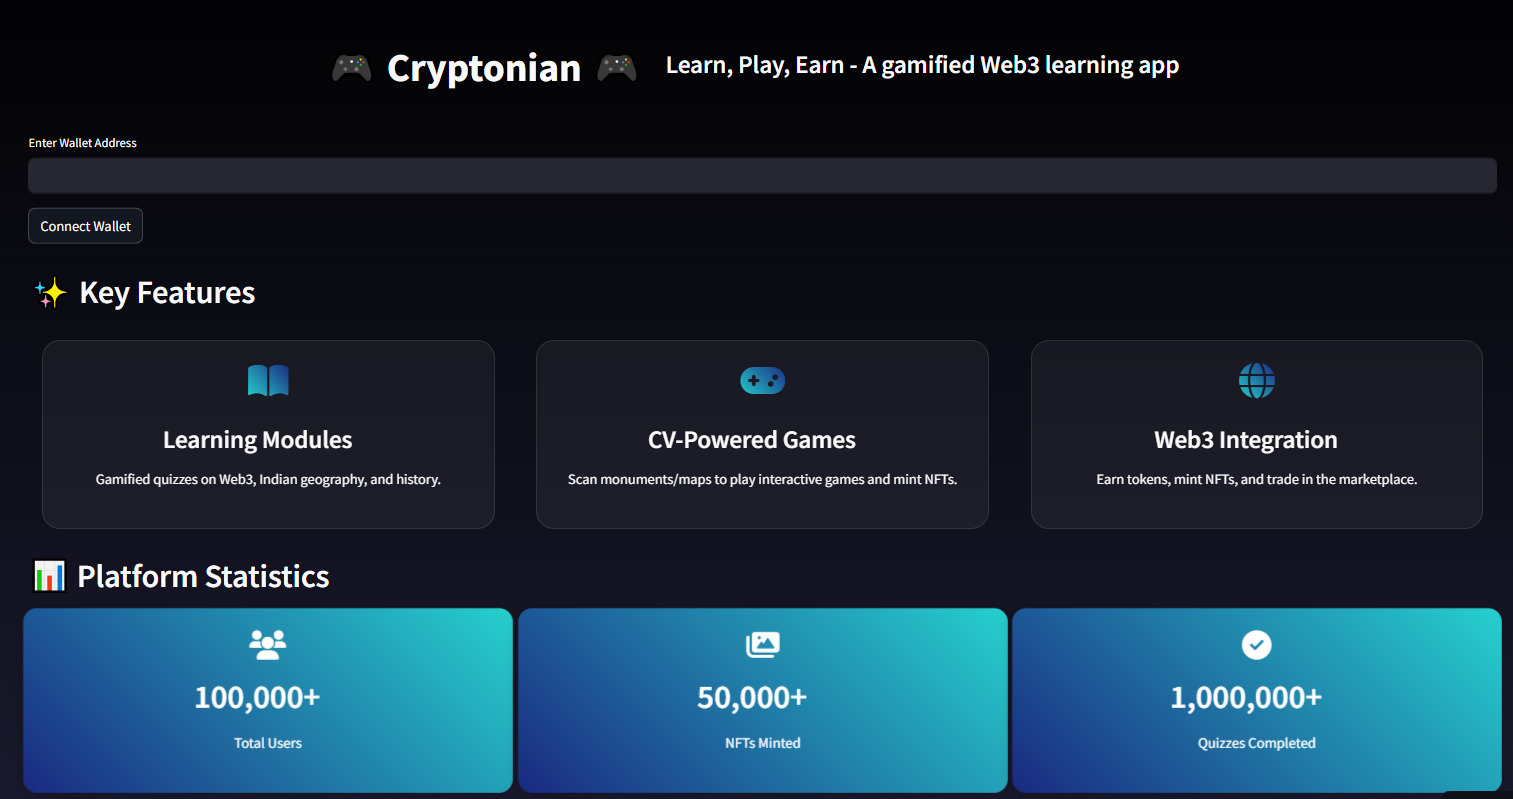 Cryptonian
Learn, Play, Earn - A gamified Web3 learning app
Enter Wallet Address
Connect Wallet
Key Features
Learning Modules
Gamified quizzes on Web3, Indian geography, and history.
CV-Powered Games
Scan monuments/maps to play interactive games and mint NFTs.
Web3 Integration
Earn tokens, mint NFTs, and trade in the marketplace.
Platform Statistics
100,000+
Total Users
50,000+
NFTs Minted
1,000,000+
Quizzes Completed